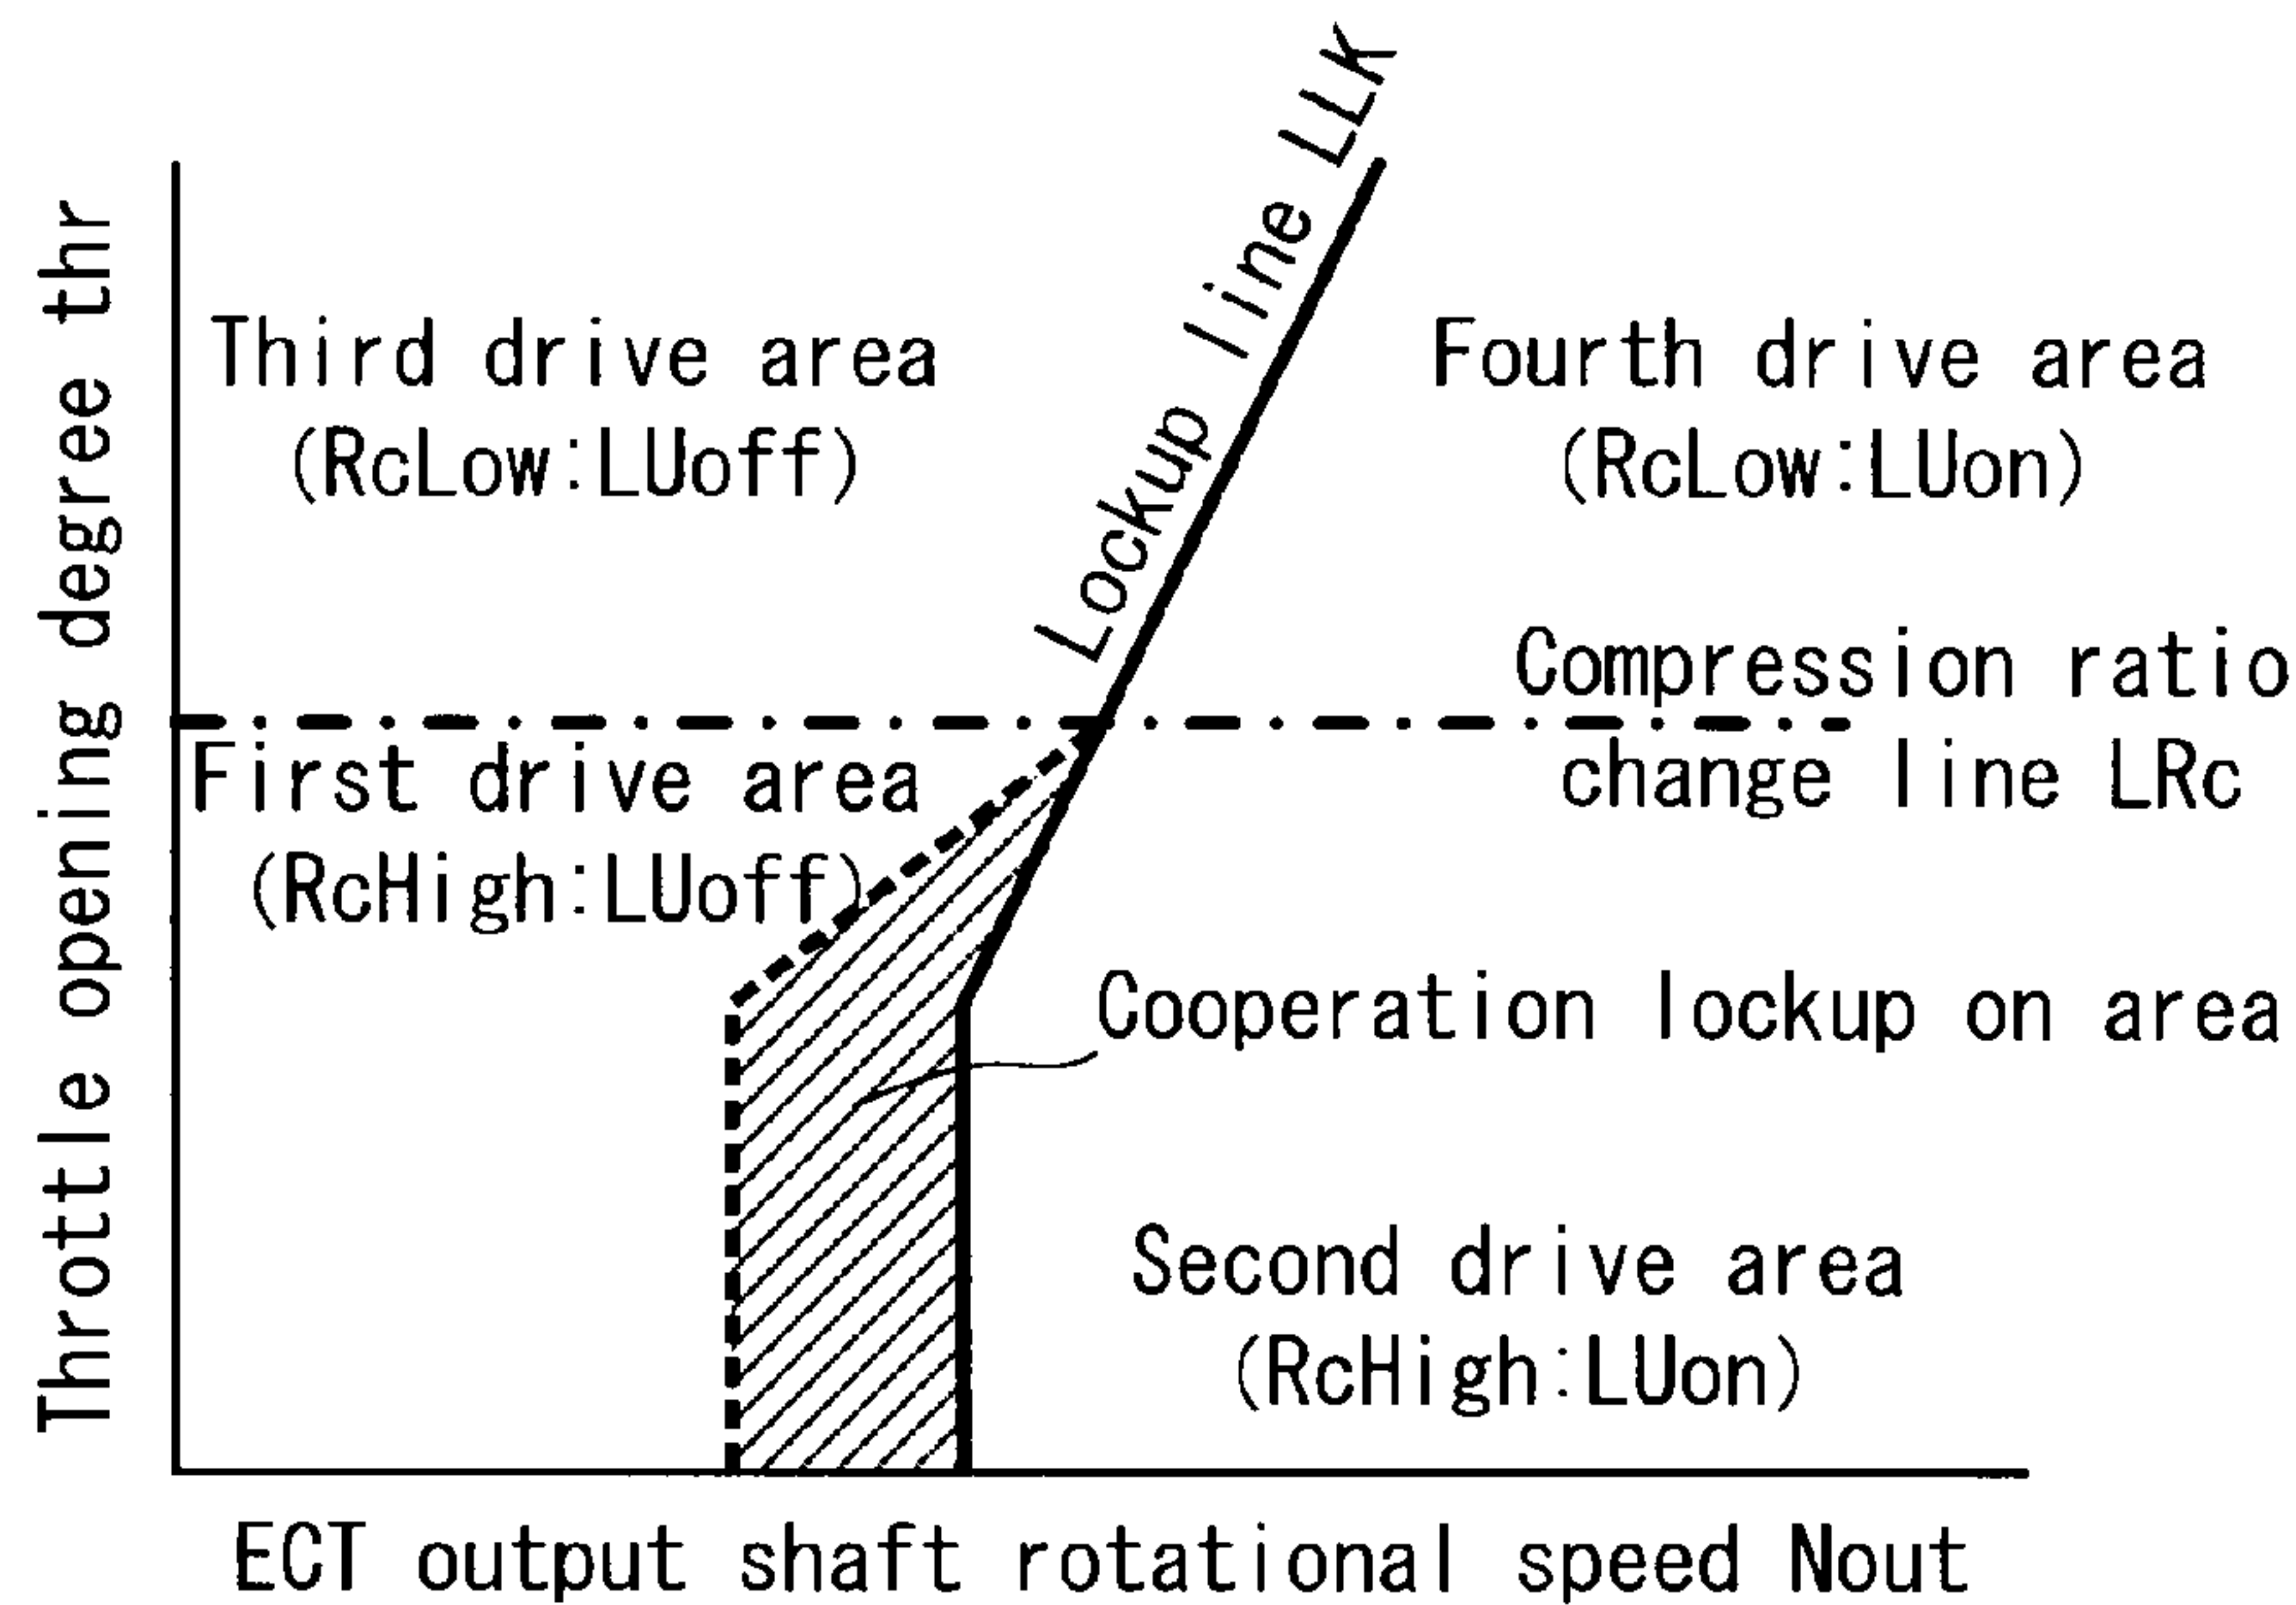 Throttle opening degree thr
Lockup line LLK
Third drive area
(RcLow:LUoff)
Fourth drive area
(RcLow:LUon)
Compression ratio
change line LRc
First drive area
(RcHigh:LUoff)
Cooperation lockup on area
Second drive area
(RcHigh:LUon)
ECT output shaft rotational speed Nout